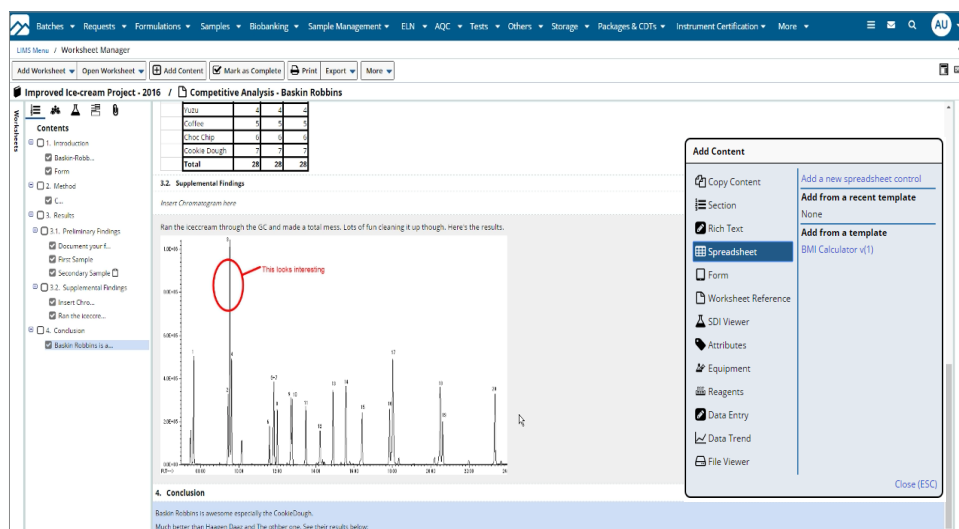 Batches Requests Formulations Samples Biobanking Sample Management ELN AQC Tests Others Storage Packages & CDTs Instrument Certification More AU
LIMS Menu / Worksheet Manager
Add Worksheet Open Worksheet Add Content Mark as Complete Print Export More
Improved Ice-cream Project - 2016 / Competitive Analysis - Baskin Robbins
Worksheets
Contents
1. Introduction
Baskin-Robb...
Form
2. Method
C...
3. Results
3.1. Preliminary Findings
Document your f...
First Sample
Secondary Sample
3.2. Supplemental Findings
Insert Chro...
Ran the iceccre...
4. Conclusion
Baskin Robbins is a...
Yuzu 4 4 4
Coffee 5 5 5
Choc Chip 6 6 6
Cookie Dough 7 7 7
Total 28 28 28
3.2. Supplemental Findings
Insert Chromatogram here
Ran the iceccream through the GC and made a total mess. Lots of fun cleaning it up though. Here's the results.
This looks interesting
4. Conclusion
Baskin Robbins is awesome especially the CookieDough.
Much better than Haagen Daaz and The othber one. See their results below:
Add Content
Copy Content
Section
Rich Text
Spreadsheet
Form
Worksheet Reference
SDI Viewer
Attributes
Equipment
Reagents
Data Entry
Data Trend
File Viewer
Add a new spreadsheet control
Add from a recent template
None
Add from a template
BMI Calculator v(1)
Close (ESC)